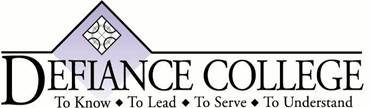 DEFIANCE COLLEGE
To Know ◆ To Lead ◆ To Serve ◆ To Understand